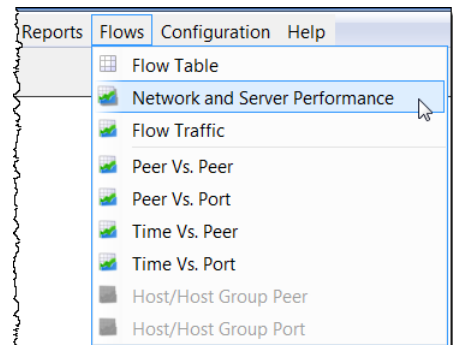 Reports Flows Configuration Help
Flow Table
Network and Server Performance
Flow Traffic
Peer Vs. Peer
Peer Vs. Port
Time Vs. Peer
Time Vs. Port
Host/Host Group Peer
Host/Host Group Port